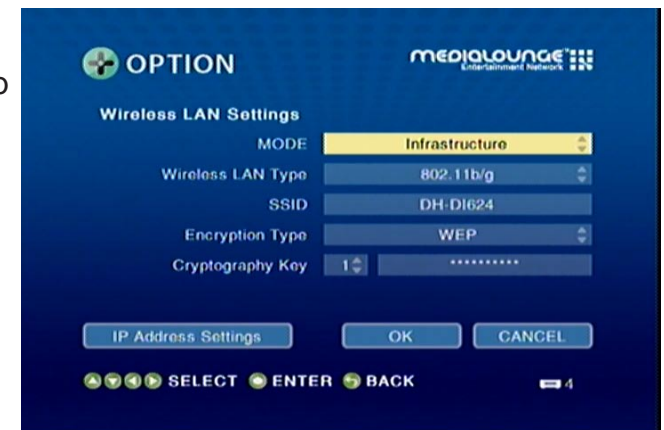 o
OPTION
MEDIALOUNGE™
Entertainment Network
Wireless LAN Settings
MODE Infrastructure
Wireless LAN Type 802.11b/g
SSID DH-DI624
Encryption Type WEP
Cryptography Key 1 **********
IP Address Settings OK CANCEL
SELECT ENTER BACK 4